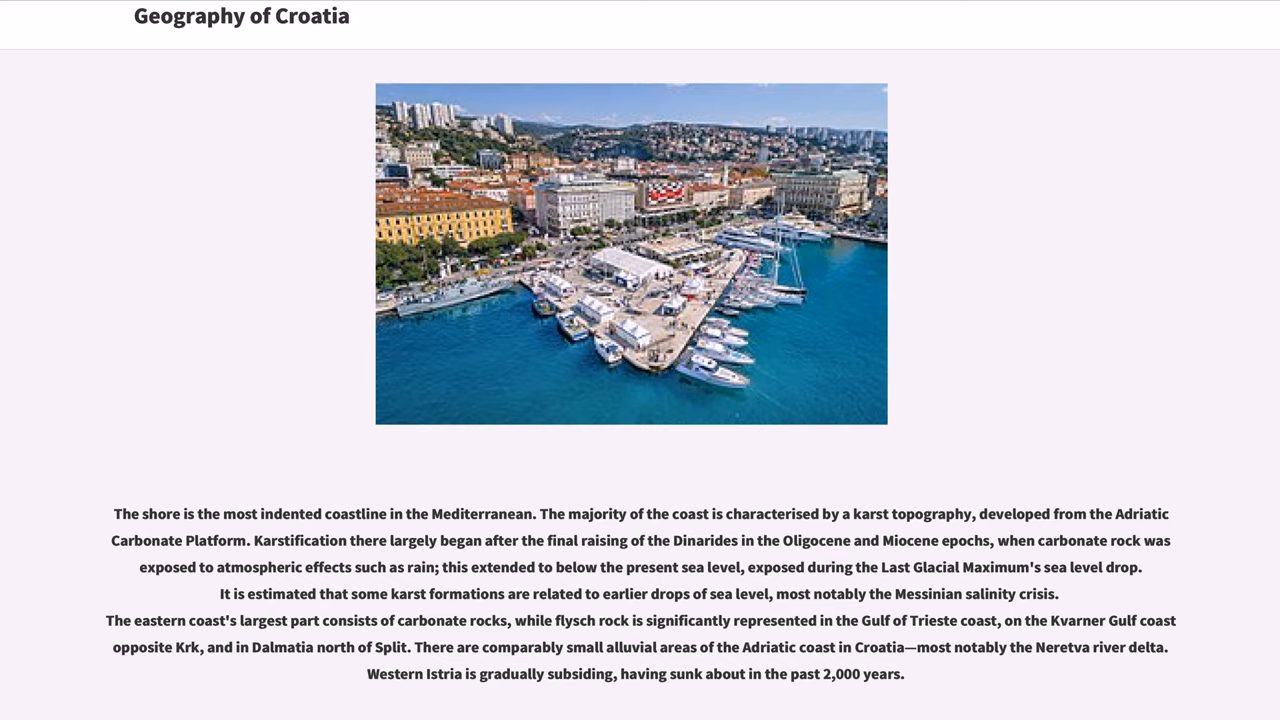 Geography of Croatia
The shore is the most indented coastline in the Mediterranean. The majority of the coast is characterised by a karst topography, developed from the Adriatic
Carbonate Platform. Karstification there largely began after the final raising of the Dinarides in the Oligocene and Miocene epochs, when carbonate rock was
exposed to atmospheric effects such as rain; this extended to below the present sea level, exposed during the Last Glacial Maximum's sea level drop.
It is estimated that some karst formations are related to earlier drops of sea level, most notably the Messinian salinity crisis.
The eastern coast's largest part consists of carbonate rocks, while flysch rock is significantly represented in the Gulf of Trieste coast, on the Kvarner Gulf coast
opposite Krk, and in Dalmatia north of Split. There are comparably small alluvial areas of the Adriatic coast in Croatia—most notably the Neretva river delta.
Western Istria is gradually subsiding, having sunk about in the past 2,000 years.